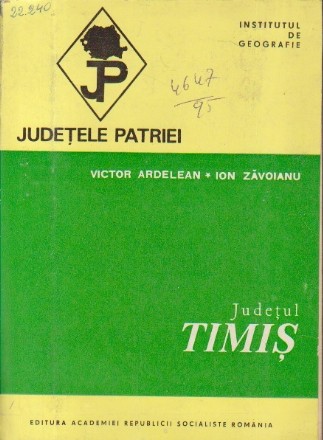 22.240
INSTITUTUL
DE
GEOGRAFIE
JP
4647
95
JUDEȚELE PATRIEI
VICTOR ARDELEAN • ION ZĂVOIANU
Județul
TIMIȘ
EDITURA ACADEMIEI REPUBLICII SOCIALISTE ROMÂNIA